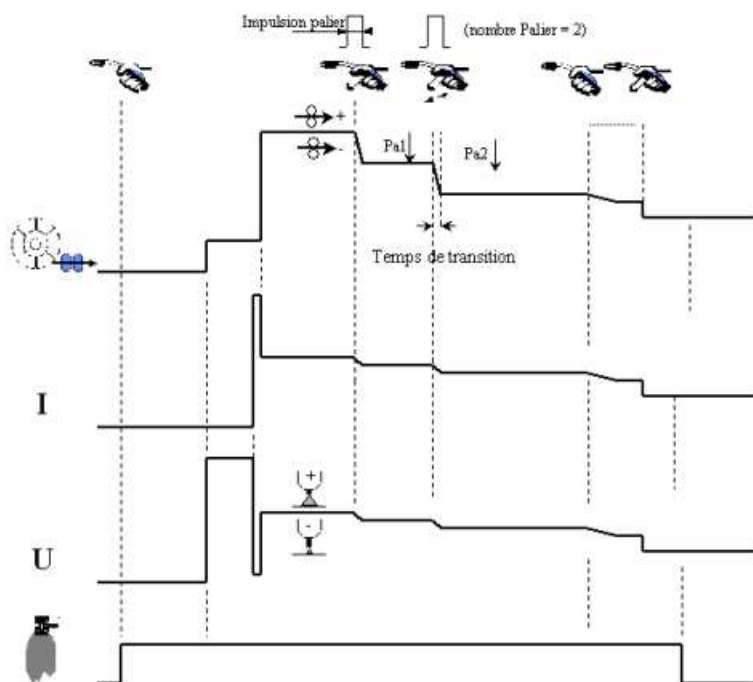 Impulsion palier
(nombre Palier = 2)
+
-
Pa1
Pa2
Temps de transition
I
+
-
U